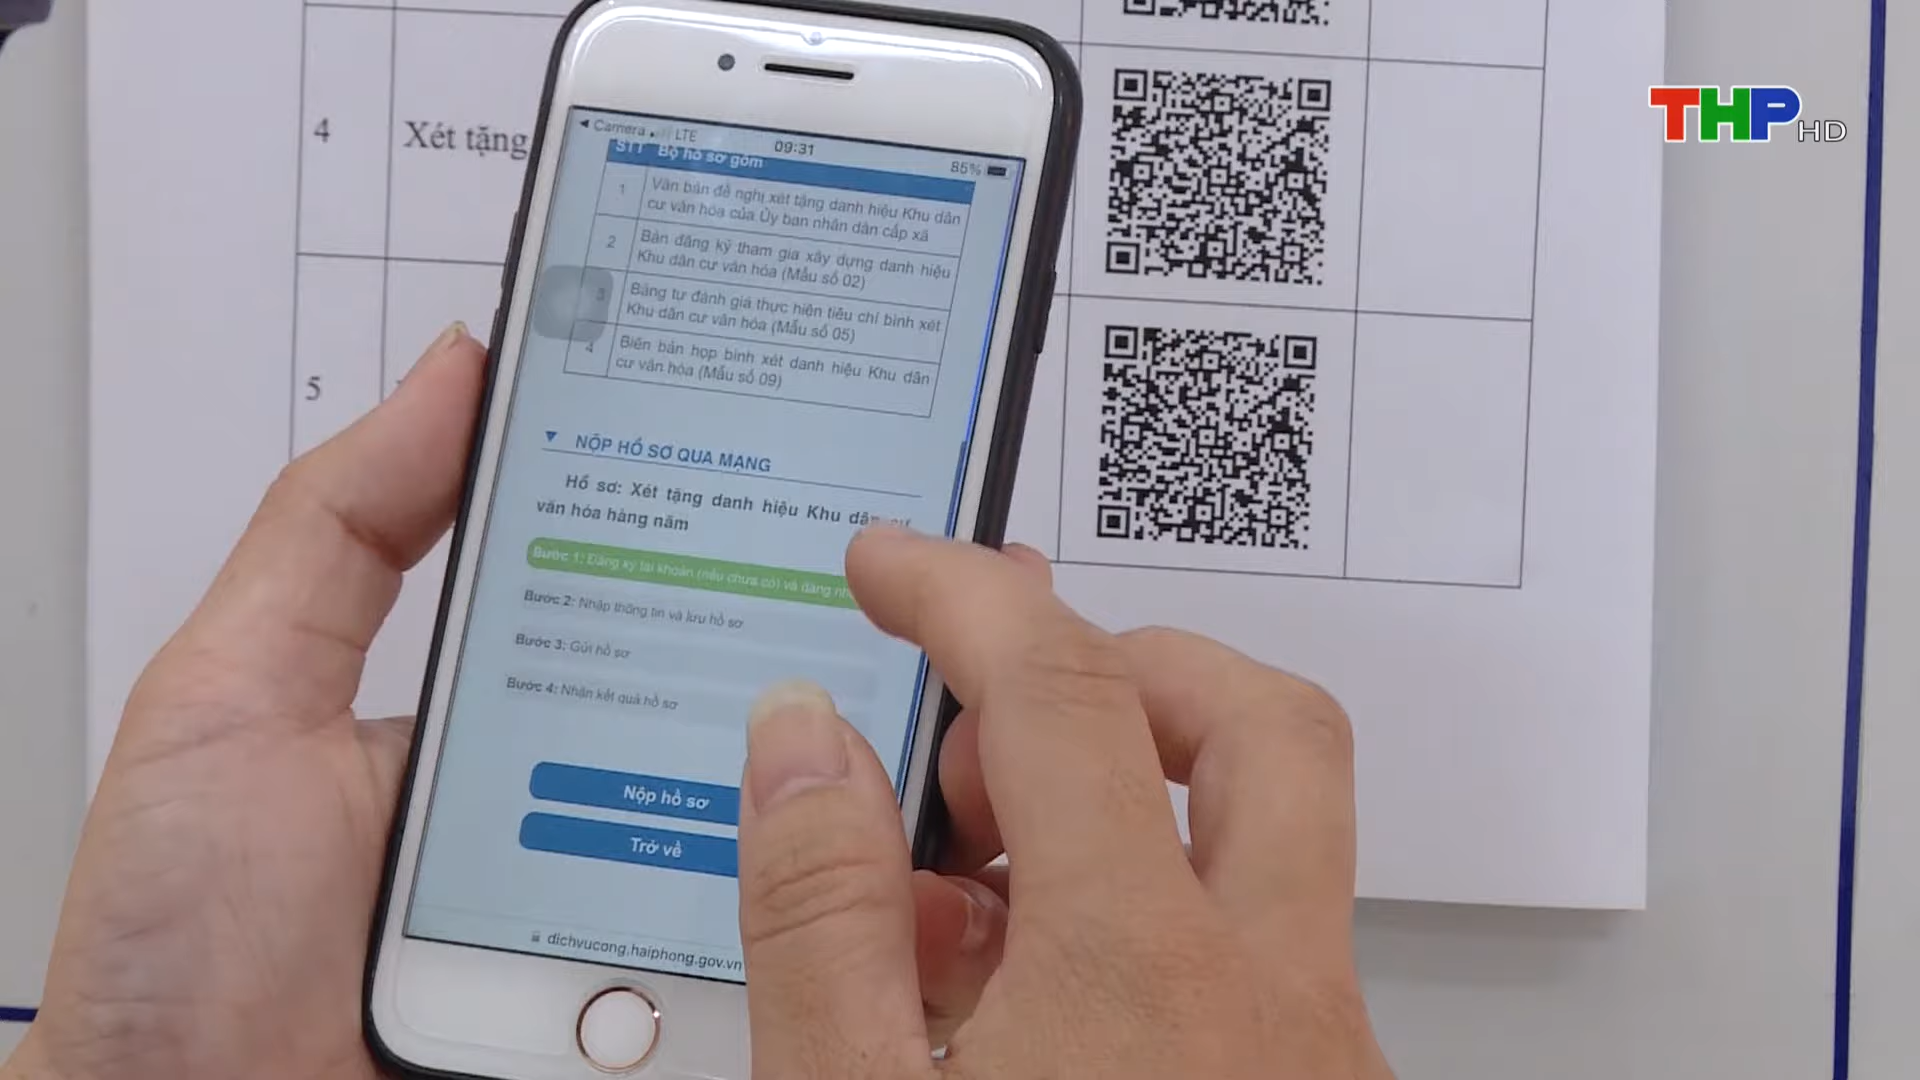 THP HD
4
Xét tặng
5
Camera LTE 09:31 85%
STT Bộ hồ sơ gồm
1 Văn bản đề nghị xét tặng danh hiệu Khu dân
cư văn hóa của Ủy ban nhân dân cấp xã
2 Bản đăng ký tham gia xây dựng danh hiệu
Khu dân cư văn hóa (Mẫu số 02)
3 Bảng tự đánh giá thực hiện tiêu chí bình xét
Khu dân cư văn hóa (Mẫu số 05)
4 Biên bản họp bình xét danh hiệu Khu dân
cư văn hóa (Mẫu số 09)
NỘP HỒ SƠ QUA MẠNG
Hồ sơ: Xét tặng danh hiệu Khu dân cư
văn hóa hàng năm
Bước 1: Đăng ký tài khoản (nếu chưa có) và đăng
Bước 2: Nhập thông tin và lưu hồ sơ
Bước 3: Gửi hồ sơ
Bước 4: Nhận kết quả hồ sơ
Nộp hồ sơ
Trở về
dichvucong.haiphong.gov.vn